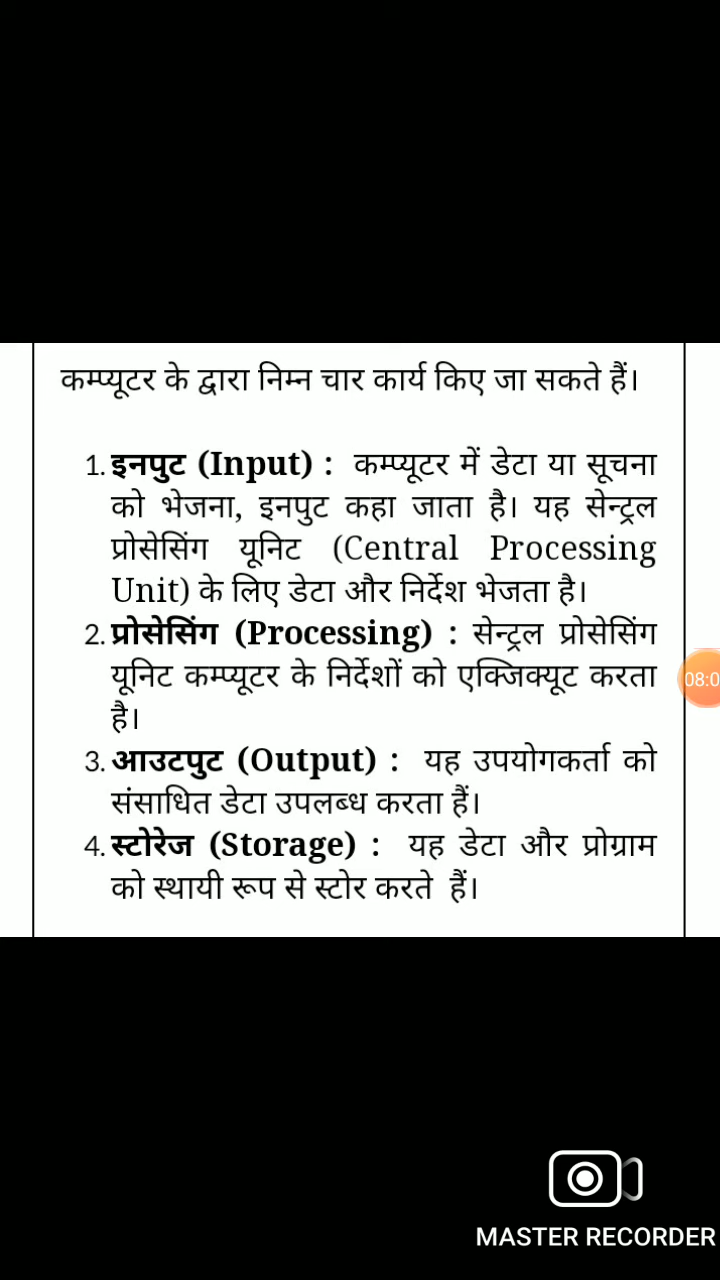 कम्प्यूटर के द्वारा निम्न चार कार्य किए जा सकते हैं।
1. इनपुट (Input) : कम्प्यूटर में डेटा या सूचना
को भेजना, इनपुट कहा जाता है। यह सेन्ट्रल
प्रोसेसिंग यूनिट (Central Processing
Unit) के लिए डेटा और निर्देश भेजता है।
2. प्रोसेसिंग (Processing) : सेन्ट्रल प्रोसेसिंग
यूनिट कम्प्यूटर के निर्देशों को एक्जिक्यूट करता
है।
08:0
3. आउटपुट (Output) : यह उपयोगकर्ता को
संसाधित डेटा उपलब्ध करता हैं।
4. स्टोरेज (Storage) : यह डेटा और प्रोग्राम
को स्थायी रूप से स्टोर करते हैं।
MASTER RECORDER